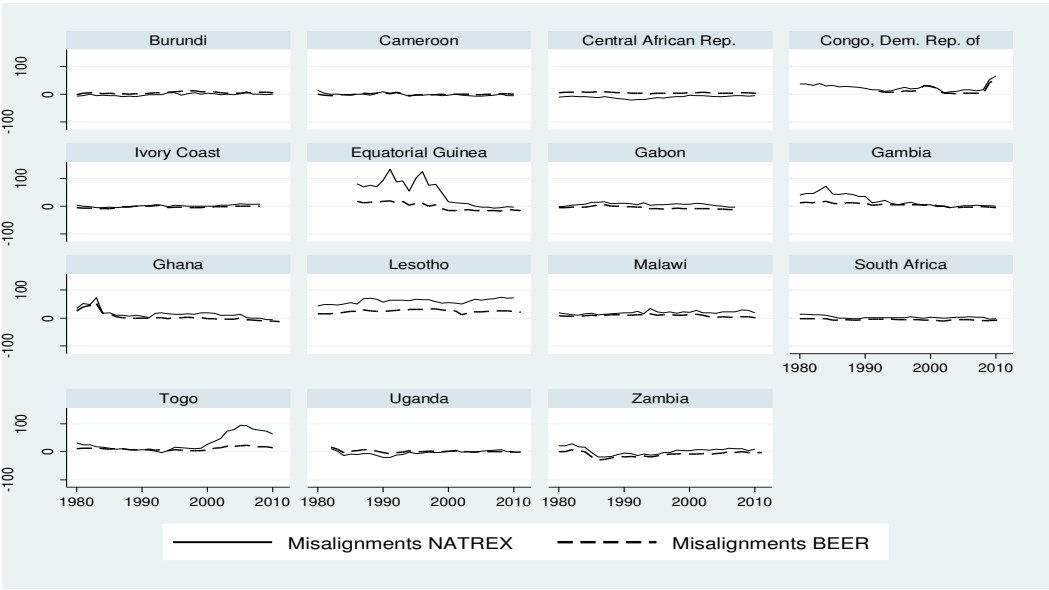 Burundi Cameroon Central African Rep. Congo, Dem. Rep. of
100
0
-100
Ivory Coast Equatorial Guinea Gabon Gambia
100
0
-100
Ghana Lesotho Malawi South Africa
100
0
-100
1980 1990 2000 2010
Togo Uganda Zambia
100
0
-100
1980 1990 2000 2010 1980 1990 2000 2010 1980 1990 2000 2010
Misalignments NATREX Misalignments BEER